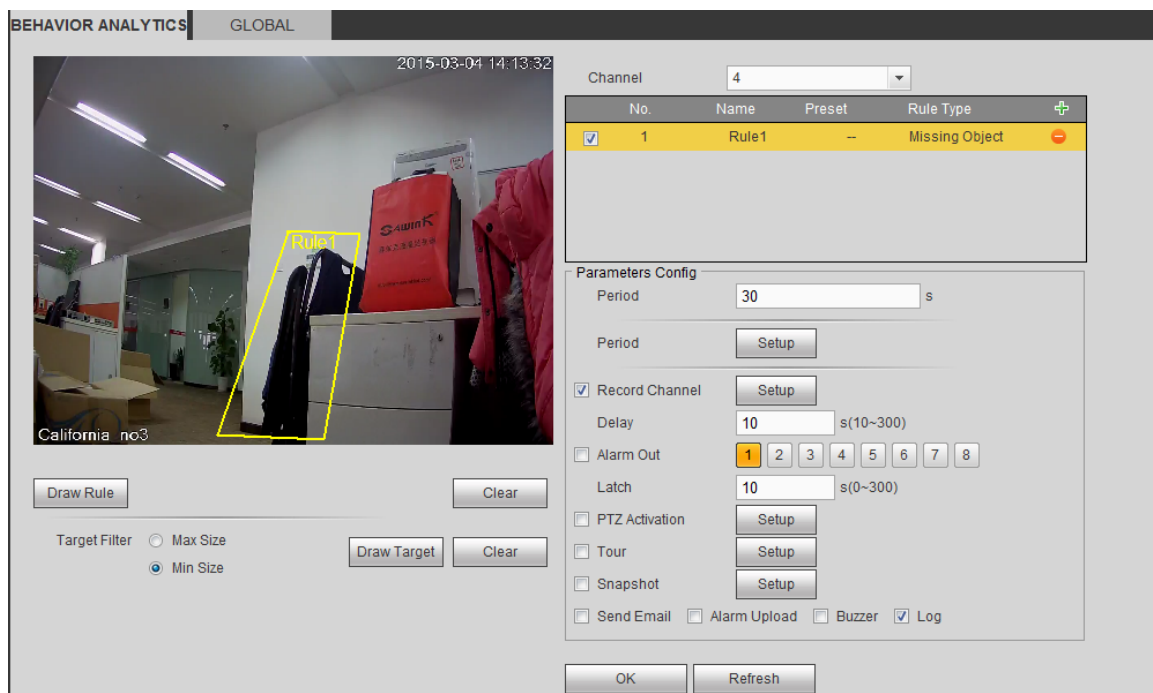 BEHAVIOR ANALYTICS GLOBAL
2015-03-04 14:13:32
Rule1
SAWINK
California no3
Draw Rule Clear
Target Filter Max Size
Min Size
Draw Target Clear
Channel 4
No. Name Preset Rule Type
1 Rule1 -- Missing Object
Parameters Config
Period 30 s
Period Setup
Record Channel Setup
Delay 10 s(10~300)
Alarm Out 1 2 3 4 5 6 7 8
Latch 10 s(0~300)
PTZ Activation Setup
Tour Setup
Snapshot Setup
Send Email Alarm Upload Buzzer Log
OK Refresh